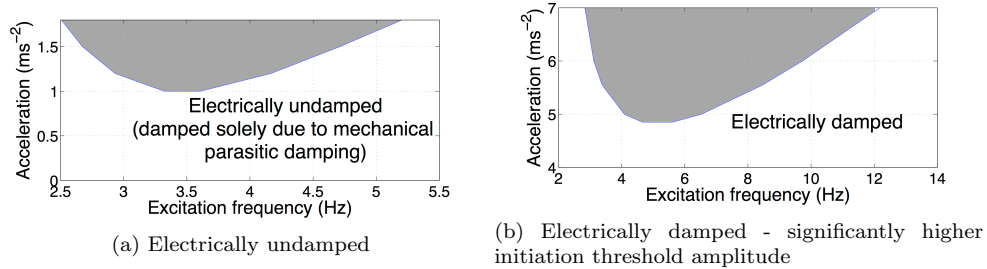 Acceleration (ms−2)
1.5
1
0.5
0
2.5 3 3.5 4 4.5 5 5.5
Excitation frequency (Hz)
Electrically undamped
(damped solely due to mechanical
parasitic damping)
(a) Electrically undamped
Acceleration (ms−2)
7
6
5
4
2 4 6 8 10 12 14
Excitation frequency (Hz)
Electrically damped
(b) Electrically damped - significantly higher
initiation threshold amplitude